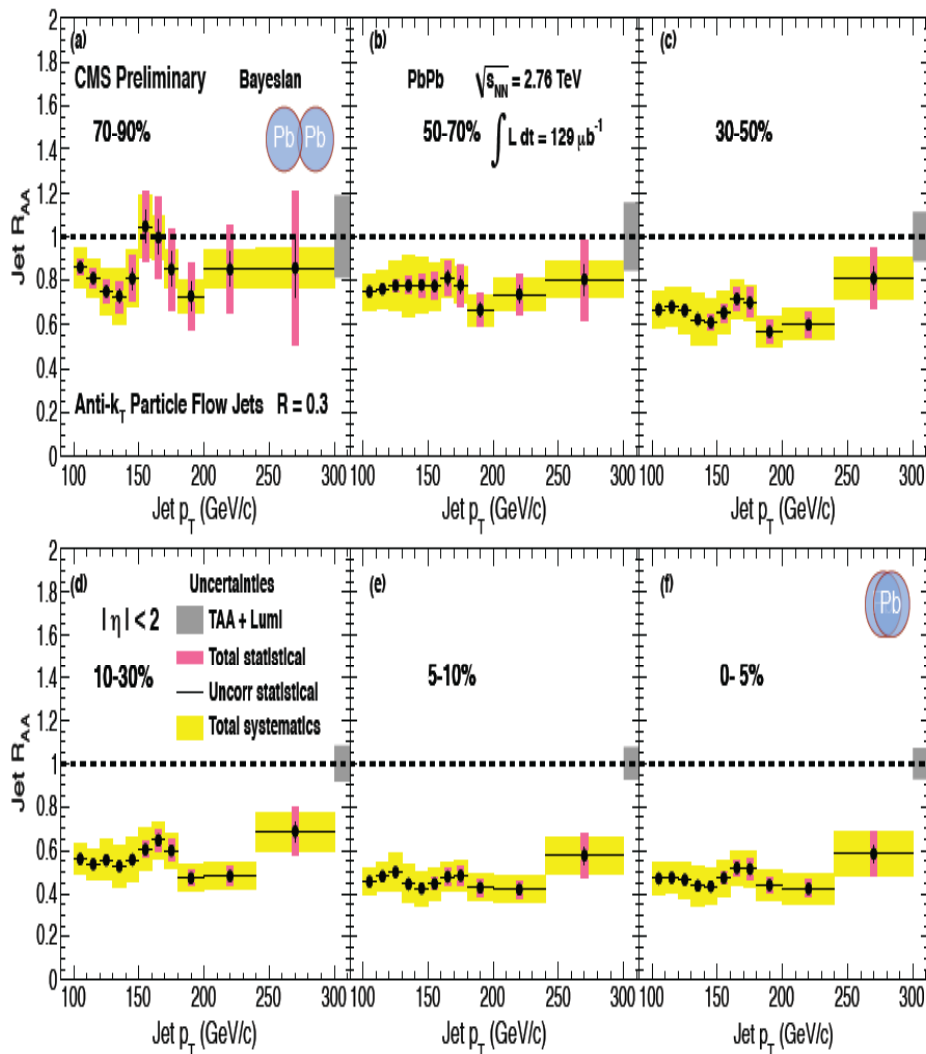 (a)
CMS Preliminary Bayesian
70-90%
Pb Pb
Anti-k_T Particle Flow Jets R = 0.3
(b)
PbPb √s_NN = 2.76 TeV
50-70% ∫ L dt = 129 μb^-1
(c)
30-50%
Jet R_AA
2
1.8
1.6
1.4
1.2
1
0.8
0.6
0.4
0.2
0
100 150 200 250 300
100 150 200 250 300
100 150 200 250 300
Jet p_T (GeV/c)
Jet p_T (GeV/c)
Jet p_T (GeV/c)
(d)
Uncertainties
| η | < 2
TAA + Lumi
10-30%
Total statistical
Uncorr statistical
Total systematics
(e)
5-10%
(f)
Pb
0- 5%
Jet R_AA
2
1.8
1.6
1.4
1.2
1
0.8
0.6
0.4
0.2
0
100 150 200 250 300
100 150 200 250 300
100 150 200 250 300
Jet p_T (GeV/c)
Jet p_T (GeV/c)
Jet p_T (GeV/c)